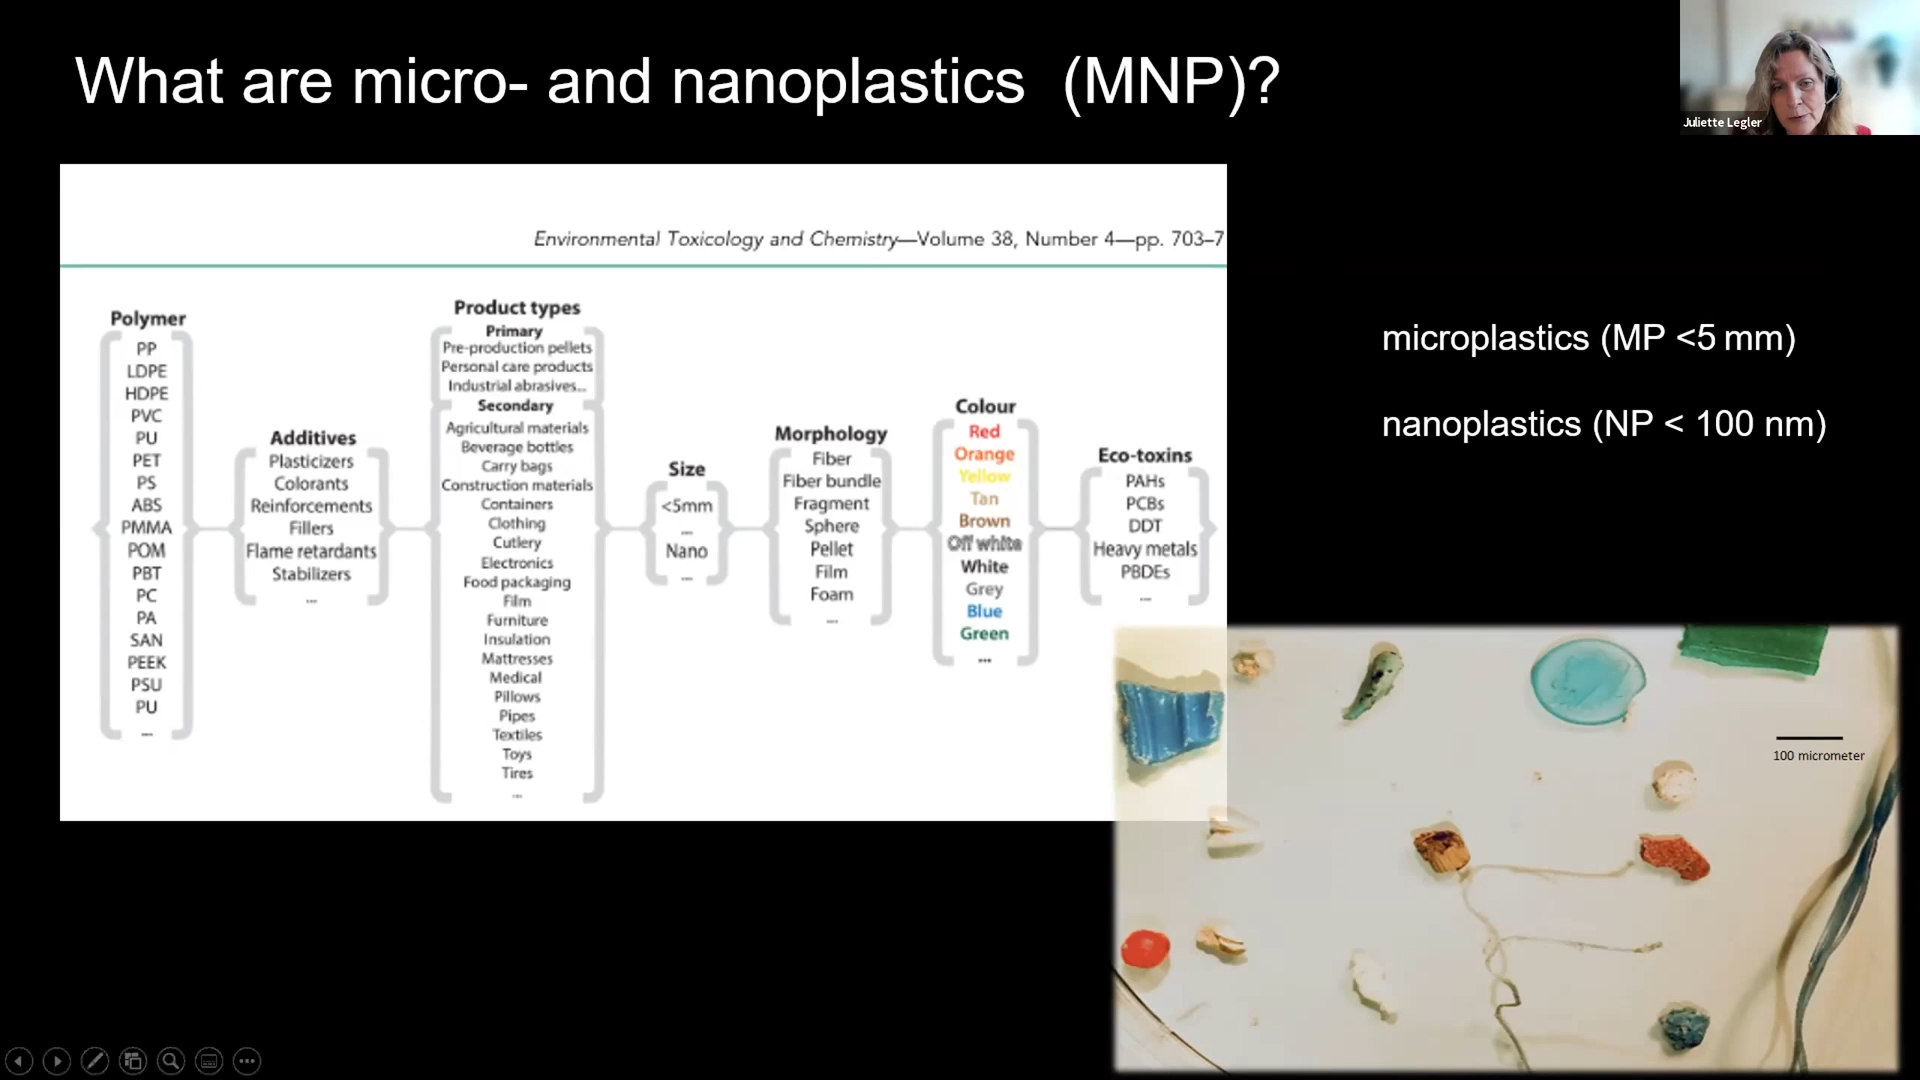 What are micro- and nanoplastics (MNP)?
Juliette Legler
Environmental Toxicology and Chemistry—Volume 38, Number 4—pp. 703–7
Polymer
PP
LDPE
HDPE
PVC
PU
PET
PS
ABS
PMMA
POM
PBT
PC
PA
SAN
PEEK
PSU
PU
...
Additives
Plasticizers
Colorants
Reinforcements
Fillers
Flame retardants
Stabilizers
...
Product types
Primary
Pre-production pellets
Personal care products
Industrial abrasives...
Secondary
Agricultural materials
Beverage bottles
Carry bags
Construction materials
Containers
Clothing
Cutlery
Electronics
Food packaging
Film
Furniture
Insulation
Mattresses
Medical
Pillows
Pipes
Textiles
Toys
Tires
...
Size
<5mm
...
Nano
...
Morphology
Fiber
Fiber bundle
Fragment
Sphere
Pellet
Film
Foam
...
Colour
Red
Orange
Yellow
Tan
Brown
Off white
White
Grey
Blue
Green
...
Eco-toxins
PAHs
PCBs
DDT
Heavy metals
PBDEs
...
microplastics (MP <5 mm)
nanoplastics (NP < 100 nm)
100 micrometer